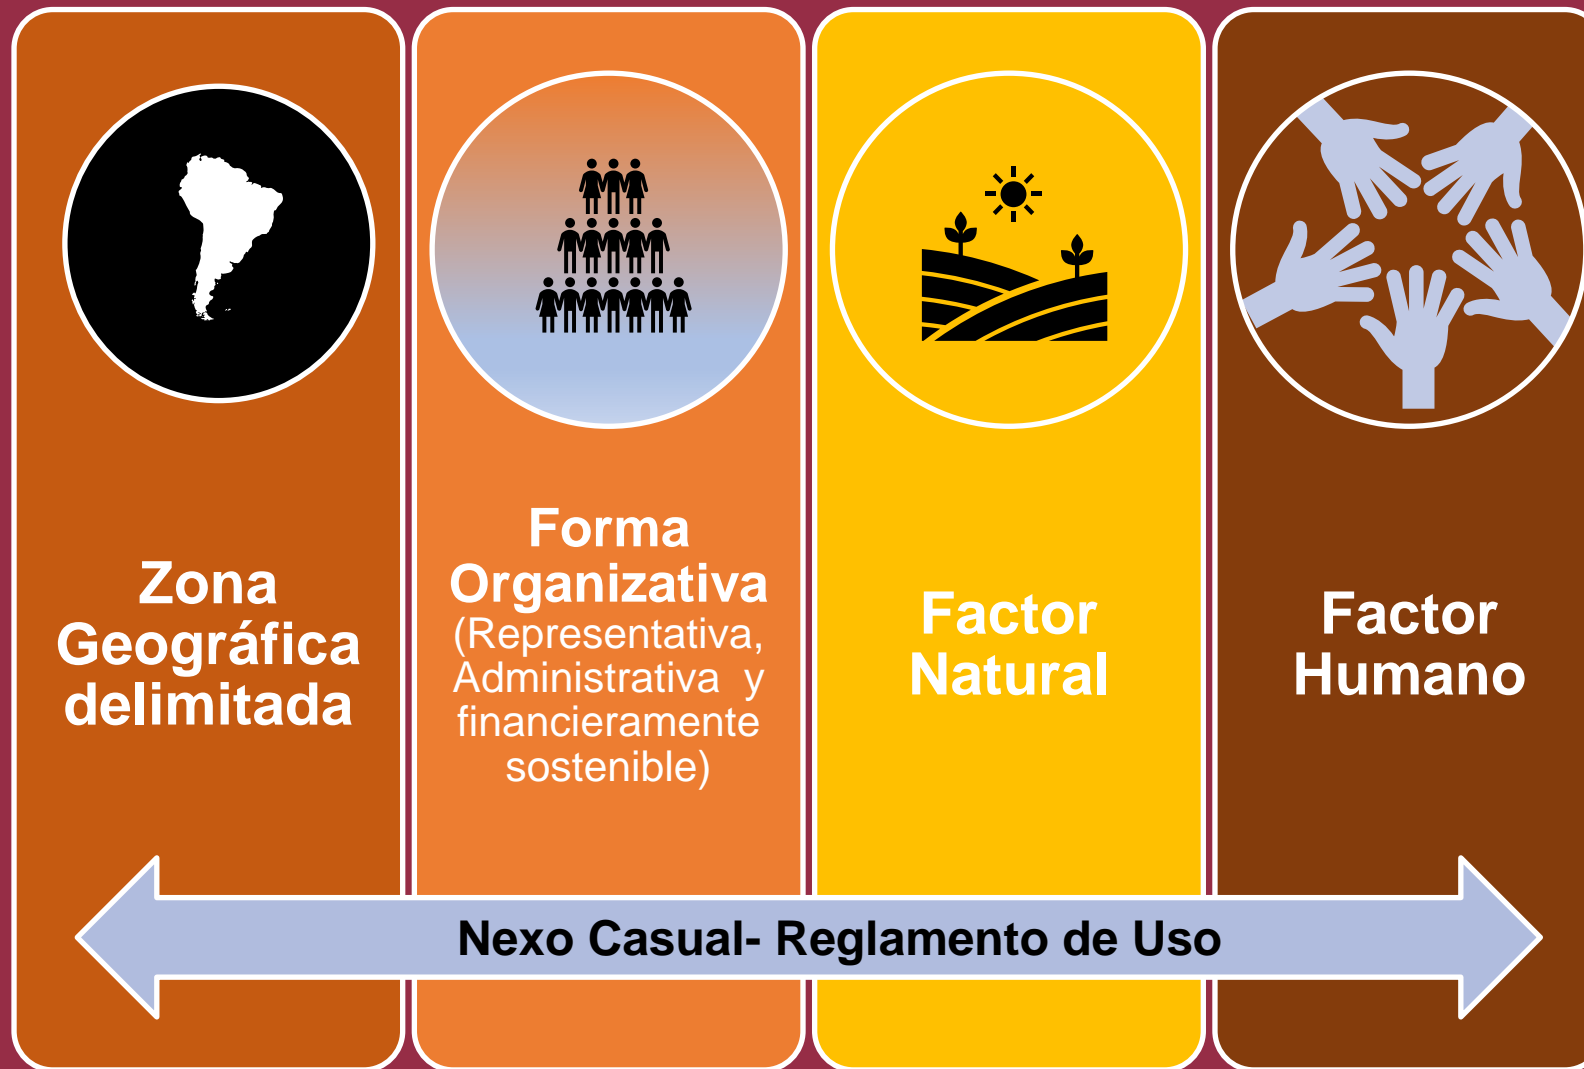 Zona
Geográfica
delimitada
Forma
Organizativa
(Representativa,
Administrativa y
financieramente
sostenible)
Factor
Natural
Factor
Humano
Nexo Casual- Reglamento de Uso